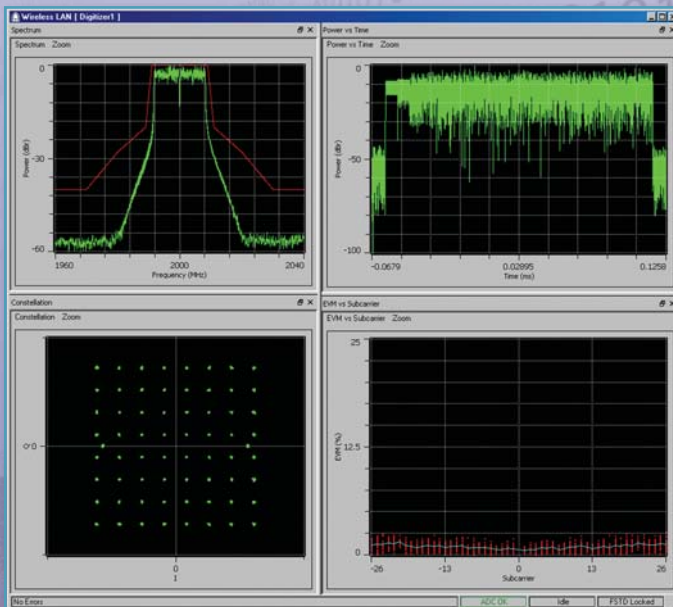 Wireless LAN [ Digitizer1 ]
Spectrum
Spectrum Zoom
0
-30
-60
Power (dBr)
1960
2000
2040
Frequency (MHz)
Power vs Time
Power vs Time Zoom
0
-50
-100
Power (dBr)
-0.0679
0.02895
0.1258
Time (ms)
Constellation
Constellation Zoom
Q
0
0
I
EVM vs Subcarrier
EVM vs Subcarrier Zoom
25
12.5
0
EVM (%)
-26
-13
0
13
26
Subcarrier
No Errors
ADC OK
Idle
FSTD Locked